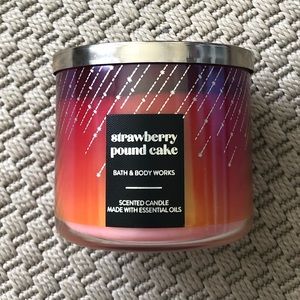 strawberry
pound cake
BATH & BODY WORKS
SCENTED CANDLE
MADE WITH ESSENTIAL OILS